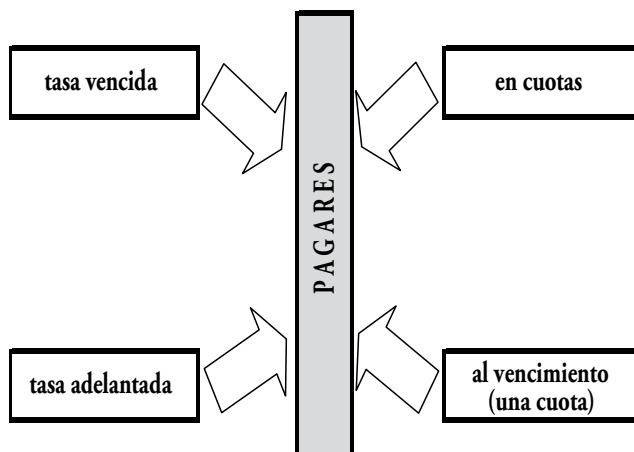 tasa vencida
en cuotas
PAGARES
tasa adelantada
al vencimiento
(una cuota)